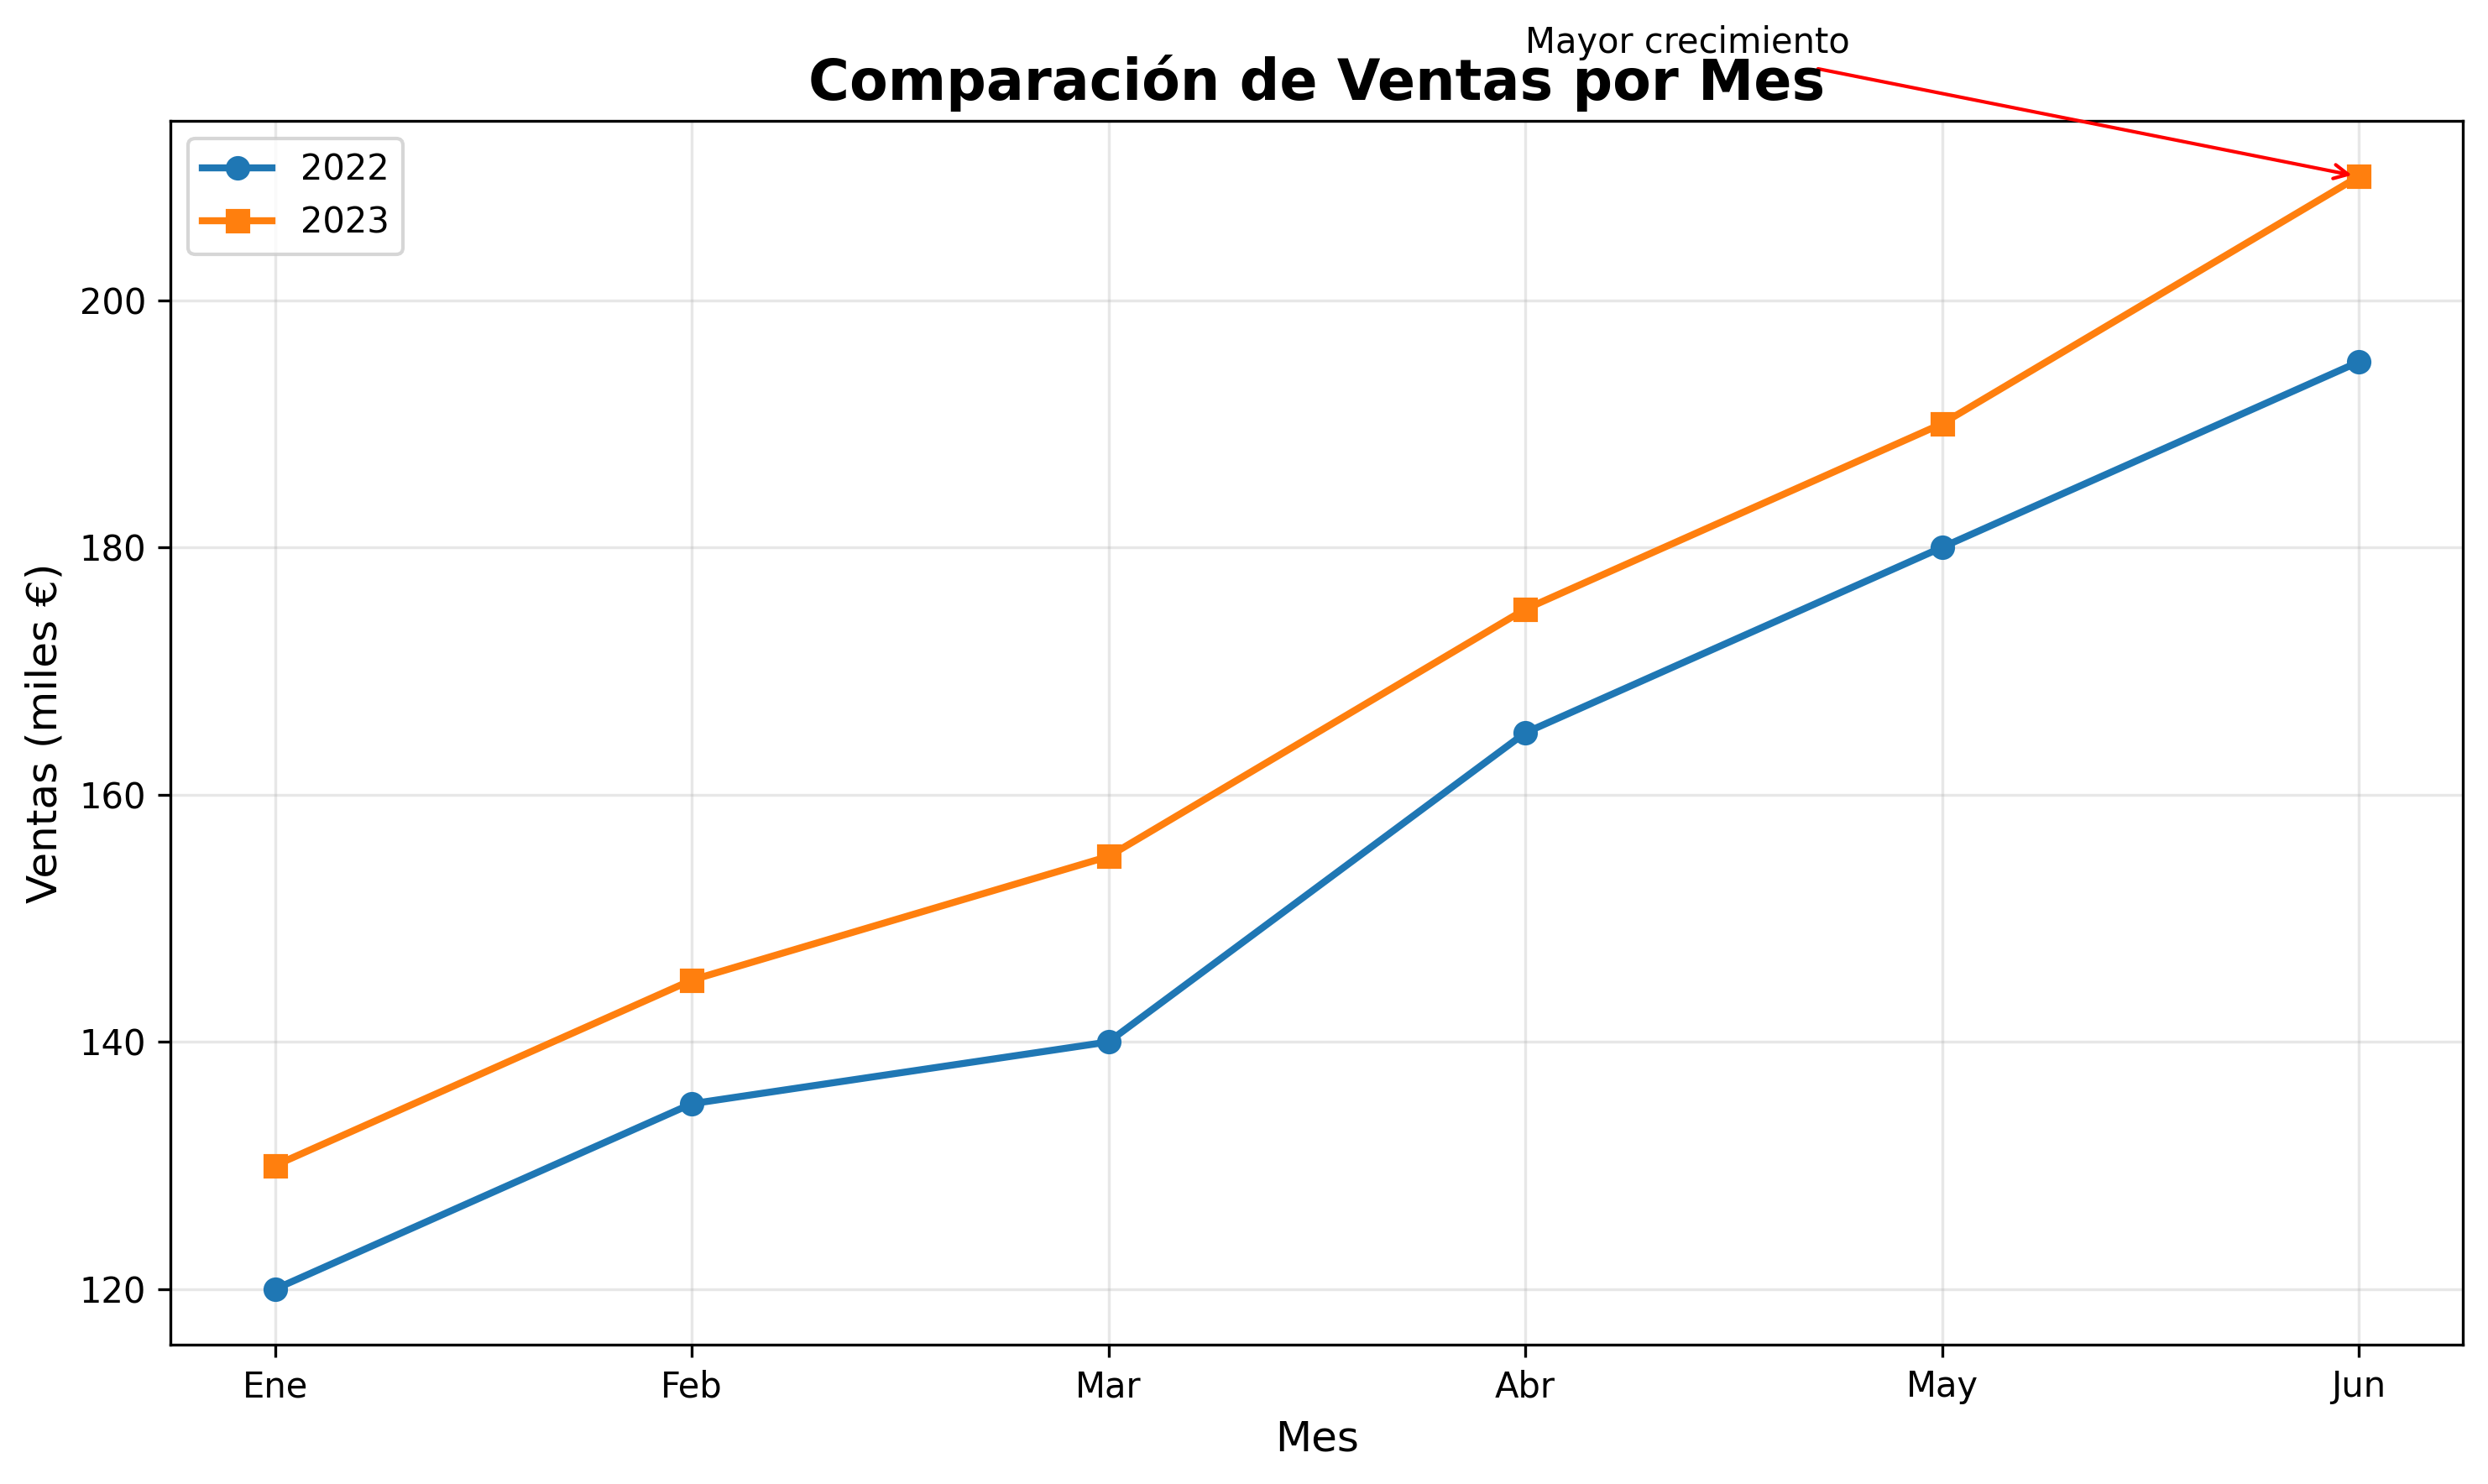 Mayor crecimiento
Comparación de Ventas por Mes
2022
2023
Ventas (miles €)
200
180
160
140
120
Ene
Feb
Mar
Abr
May
Jun
Mes